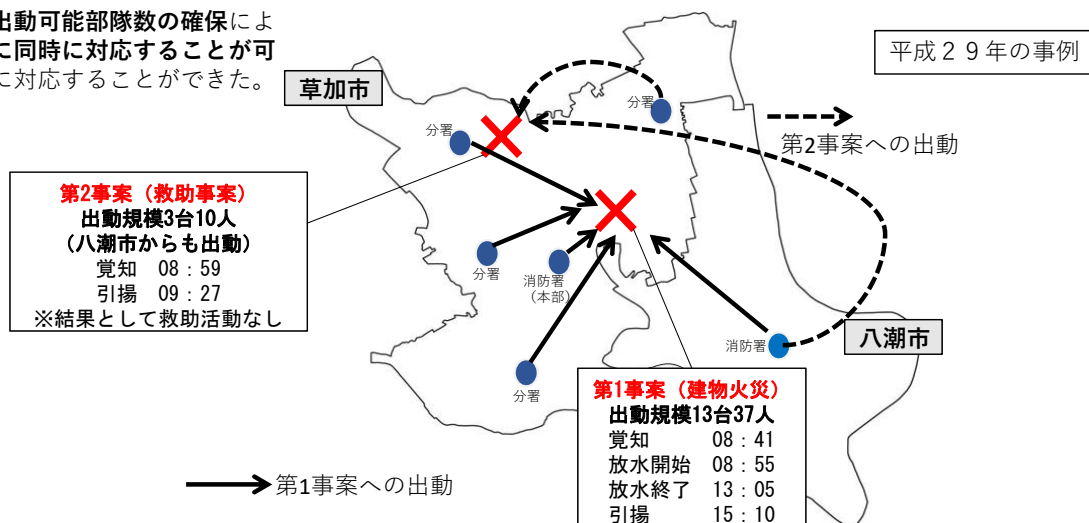 出動可能部隊数の確保によ
に同時に対応することが可
に対応することができた。
平成２９年の事例
草加市
分署
分署
第2事案への出動
第2事案（救助事案）
出動規模3台10人
（八潮市からも出動）
覚知　08：59
引揚　09：27
※結果として救助活動なし
分署
消防署
（本部）
消防署
八潮市
分署
第1事案（建物火災）
出動規模13台37人
覚知　08：41
放水開始　08：55
放水終了　13：05
引揚　15：10
第1事案への出動